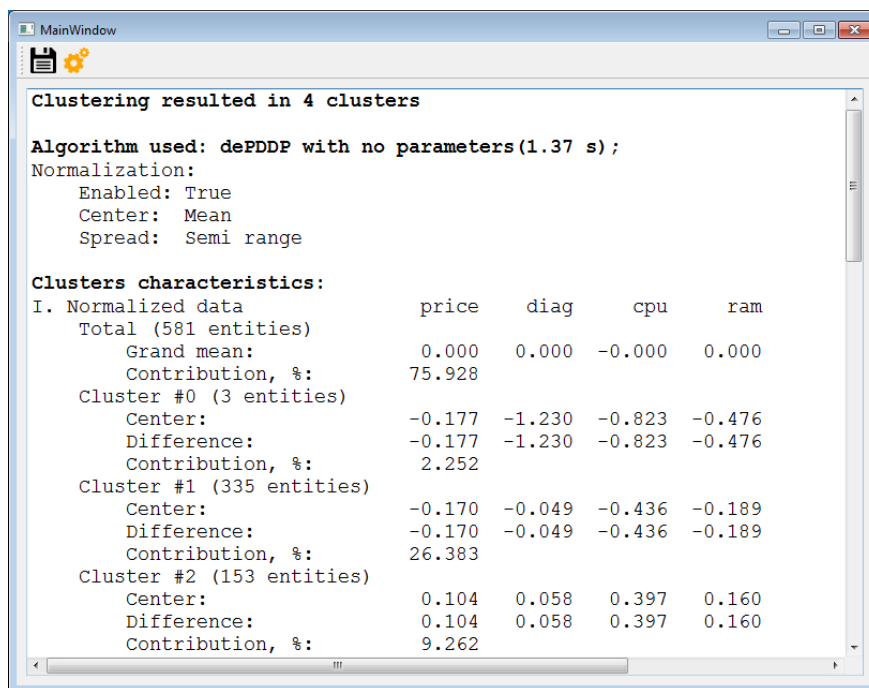 MainWindow
Clustering resulted in 4 clusters
Algorithm used: dePDDP with no parameters(1.37 s);
Normalization:
Enabled: True
Center: Mean
Spread: Semi range
Clusters characteristics:
I. Normalized data price diag cpu ram
Total (581 entities)
Grand mean: 0.000 0.000 -0.000 0.000
Contribution, %: 75.928
Cluster #0 (3 entities)
Center: -0.177 -1.230 -0.823 -0.476
Difference: -0.177 -1.230 -0.823 -0.476
Contribution, %: 2.252
Cluster #1 (335 entities)
Center: -0.170 -0.049 -0.436 -0.189
Difference: -0.170 -0.049 -0.436 -0.189
Contribution, %: 26.383
Cluster #2 (153 entities)
Center: 0.104 0.058 0.397 0.160
Difference: 0.104 0.058 0.397 0.160
Contribution, %: 9.262